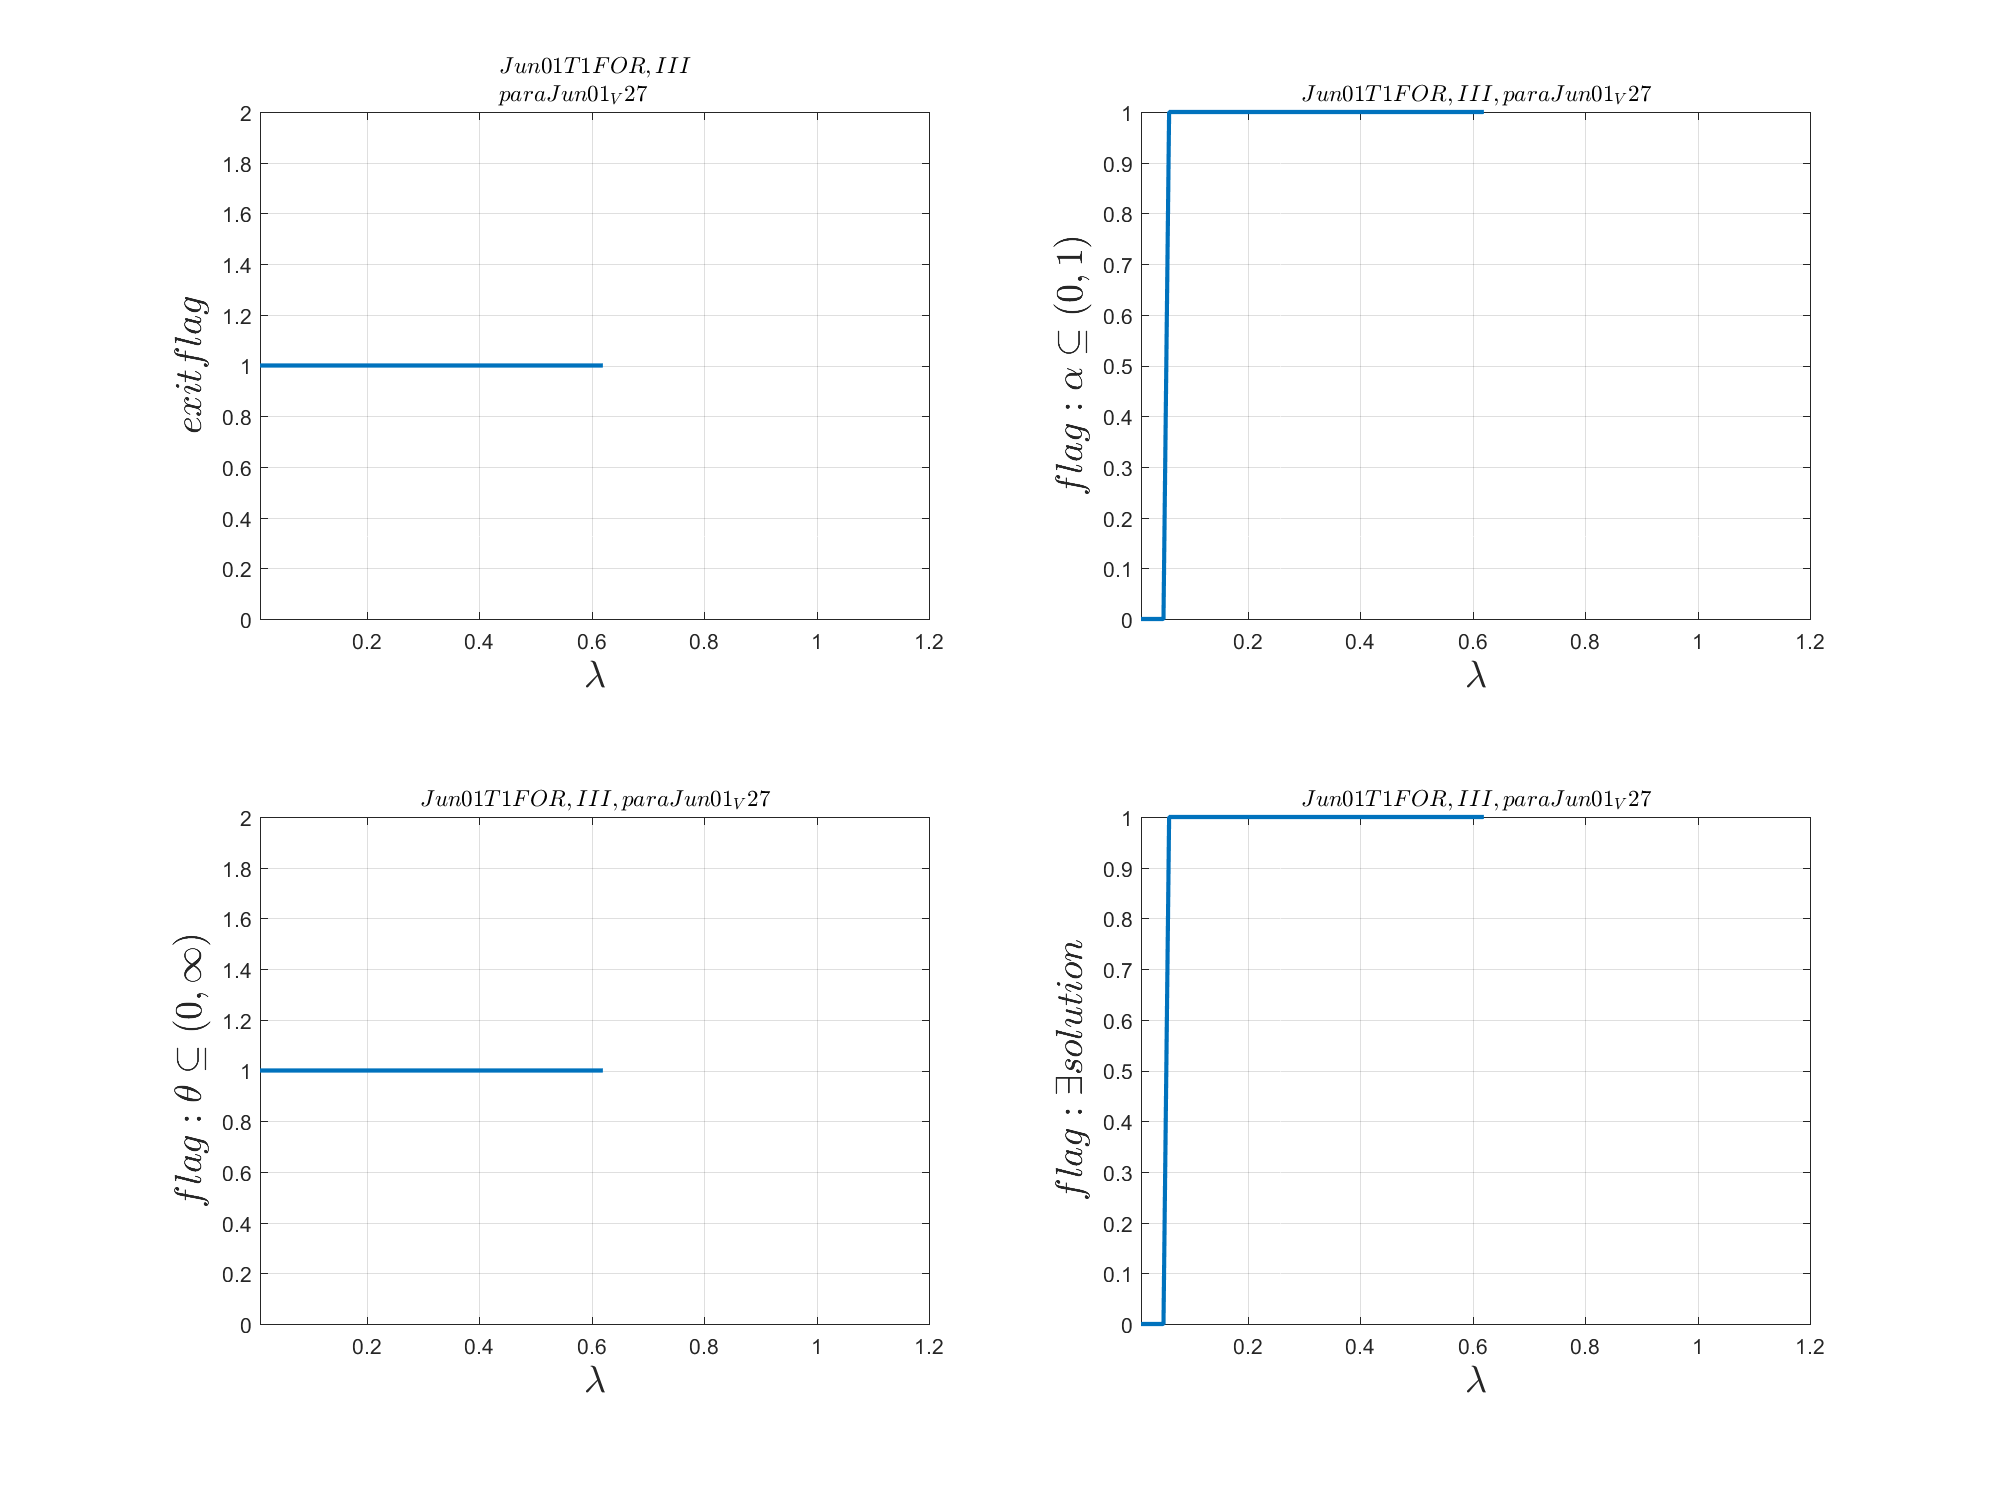 Jun01T1FOR, III
paraJun01_V27
2
1.8
1.6
1.4
1.2
1
0.8
0.6
0.4
0.2
0
exitflag
0.2 0.4 0.6 0.8 1 1.2
λ
Jun01T1FOR, III, paraJun01_V27
1
0.9
0.8
0.7
0.6
0.5
0.4
0.3
0.2
0.1
0
flag : α ⊆ (0, 1)
0.2 0.4 0.6 0.8 1 1.2
λ
Jun01T1FOR, III, paraJun01_V27
2
1.8
1.6
1.4
1.2
1
0.8
0.6
0.4
0.2
0
flag : θ ⊆ (0, ∞)
0.2 0.4 0.6 0.8 1 1.2
λ
Jun01T1FOR, III, paraJun01_V27
1
0.9
0.8
0.7
0.6
0.5
0.4
0.3
0.2
0.1
0
flag : ∃solution
0.2 0.4 0.6 0.8 1 1.2
λ